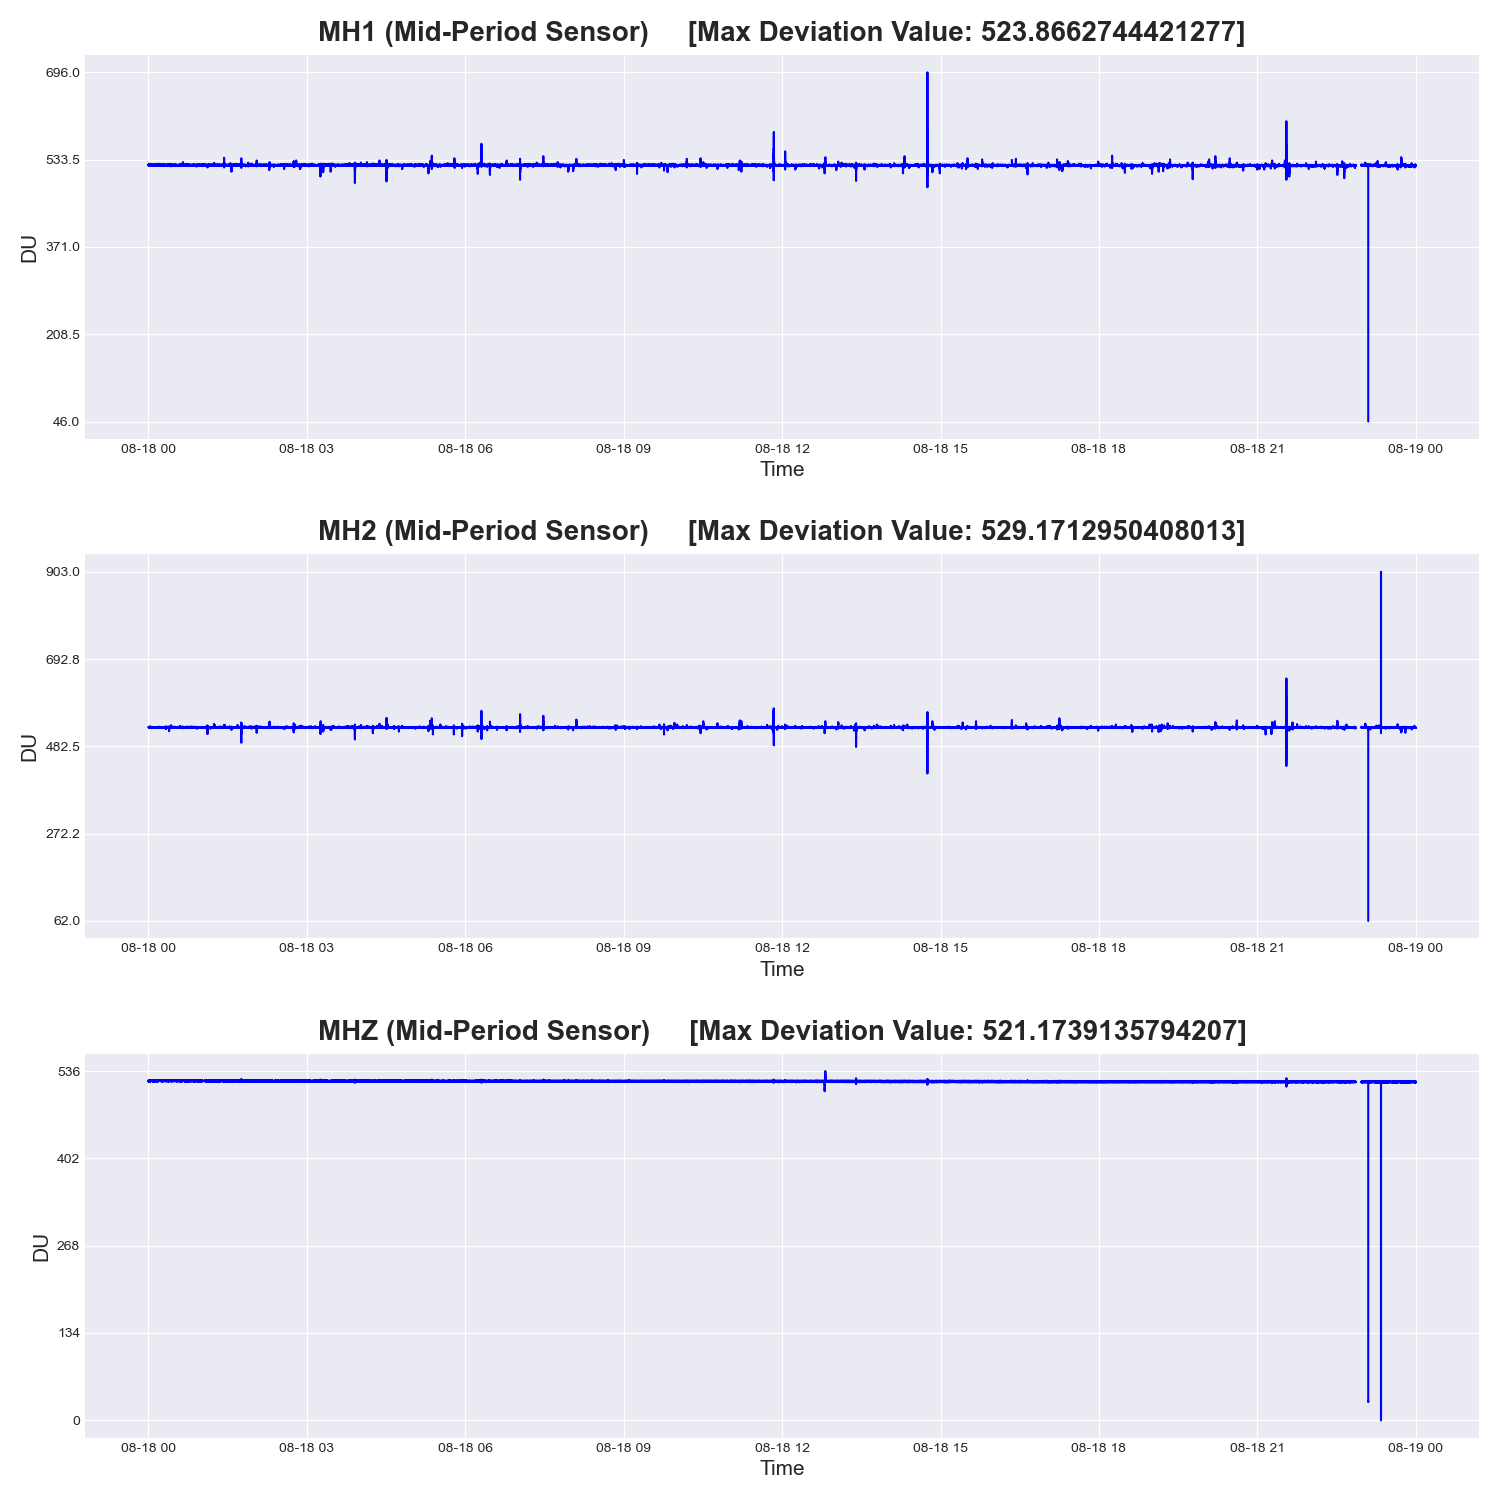 MH1 (Mid-Period Sensor) [Max Deviation Value: 523.8662744421277]
696.0
533.5
371.0
208.5
46.0
DU
08-18 00 08-18 03 08-18 06 08-18 09 08-18 12 08-18 15 08-18 18 08-18 21 08-19 00
Time
MH2 (Mid-Period Sensor) [Max Deviation Value: 529.1712950408013]
903.0
692.8
482.5
272.2
62.0
DU
08-18 00 08-18 03 08-18 06 08-18 09 08-18 12 08-18 15 08-18 18 08-18 21 08-19 00
Time
MHZ (Mid-Period Sensor) [Max Deviation Value: 521.1739135794207]
536
402
268
134
0
DU
08-18 00 08-18 03 08-18 06 08-18 09 08-18 12 08-18 15 08-18 18 08-18 21 08-19 00
Time